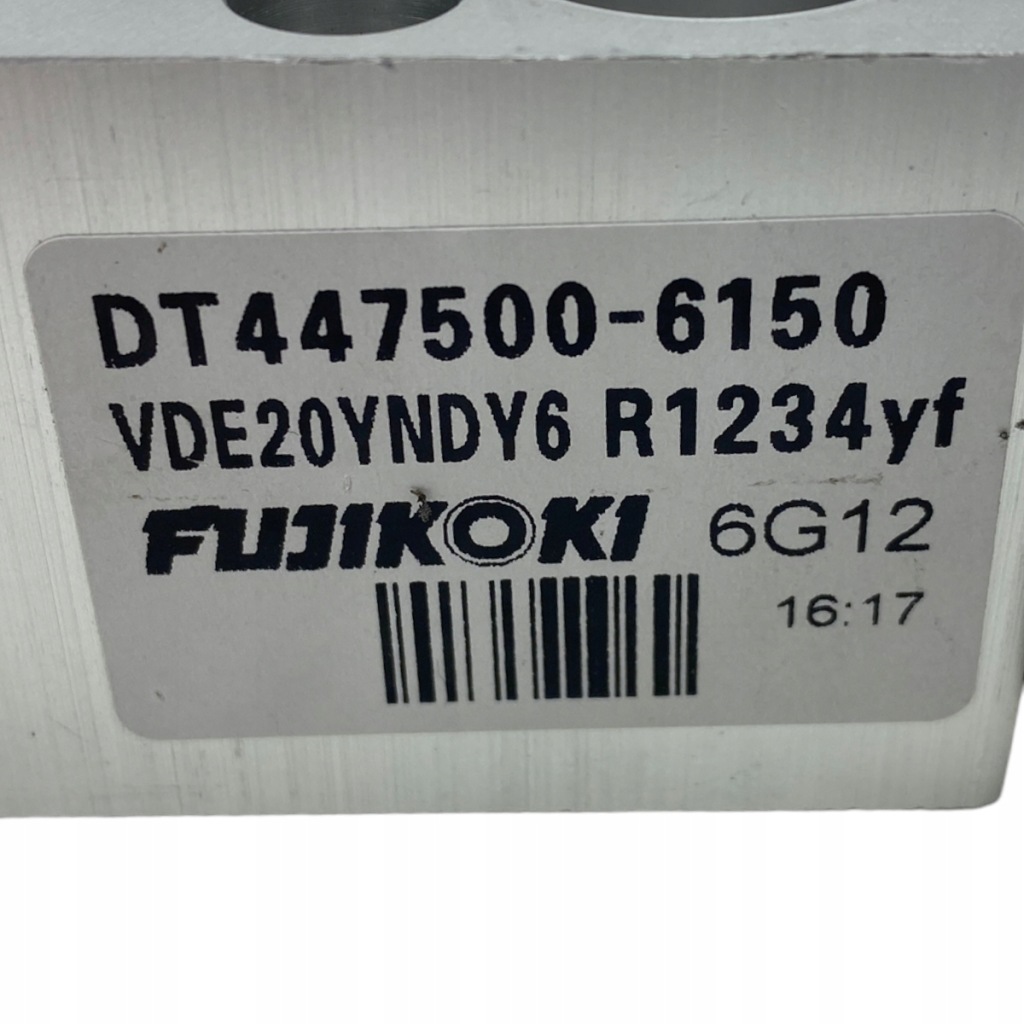 DT447500-6150
VDE20YNDY6 R1234yf
FUJIKOKI 6G12
16:17